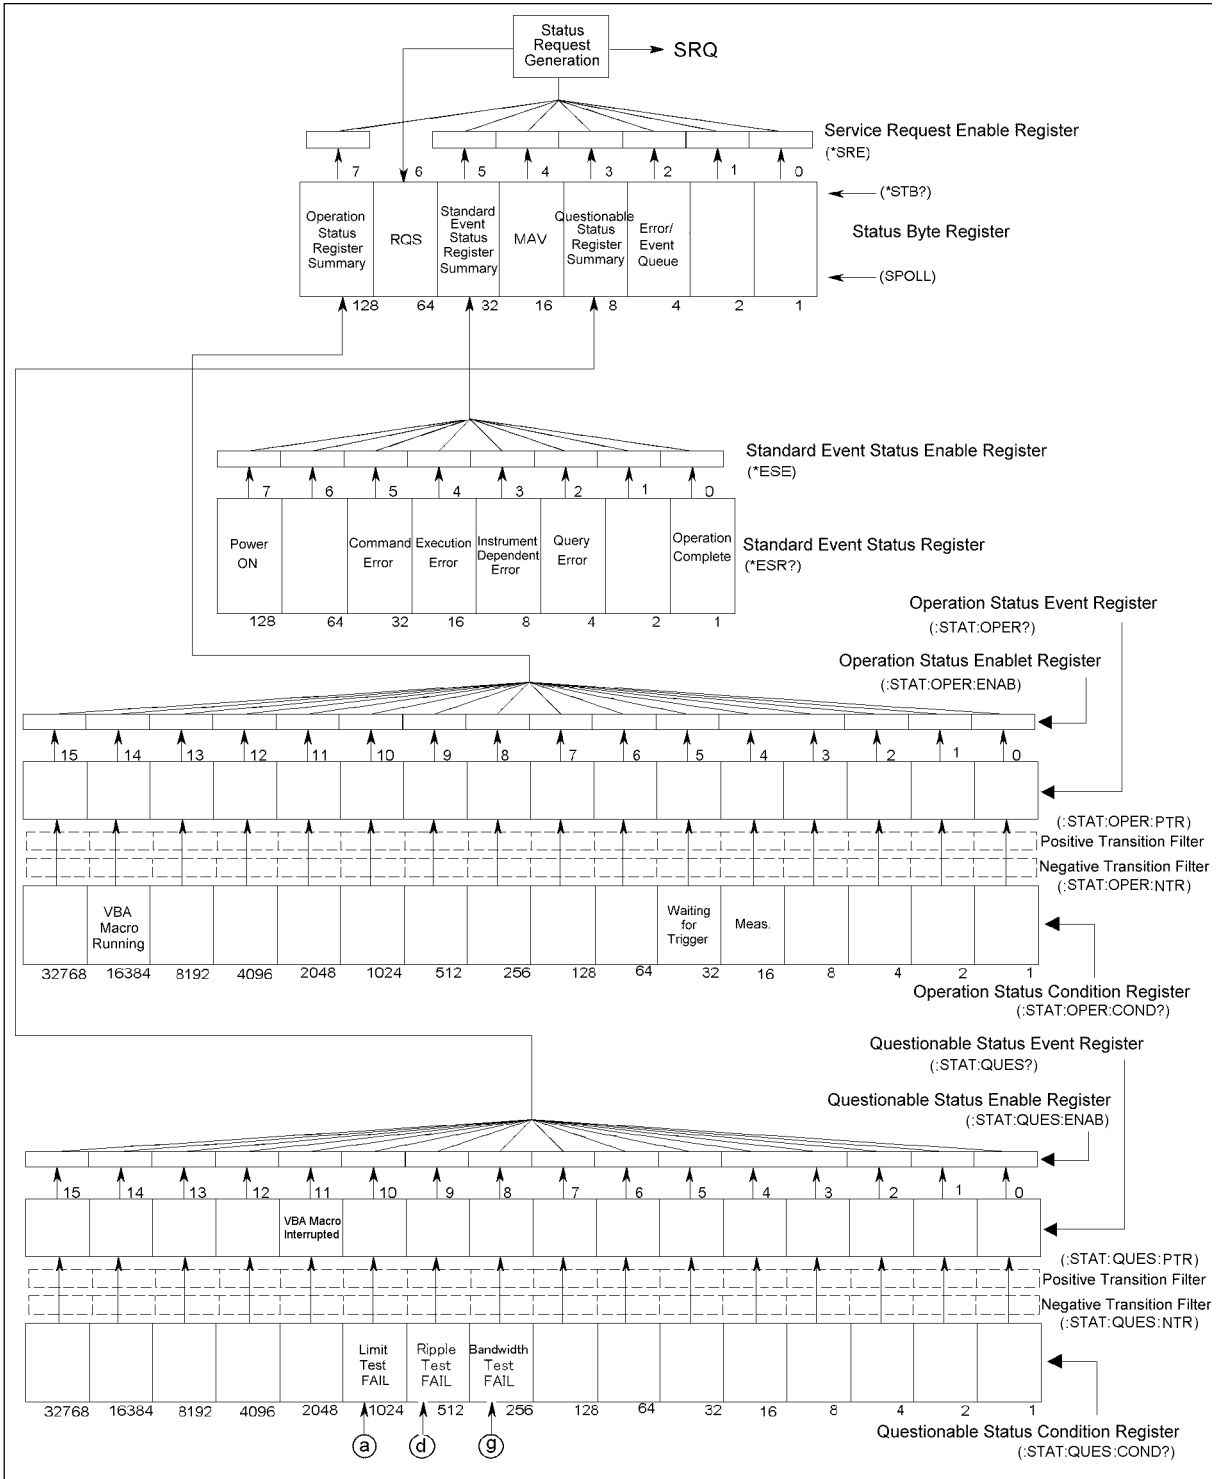 Status
Request
Generation
SRQ
Service Request Enable Register
(*SRE)
7 6 5 4 3 2 1 0
(*STB?)
Operation
Status
Register
Summary
RQS
Standard
Event
Status
Register
Summary
MAV
Questionable
Status
Register
Summary
Error/
Event
Queue
Status Byte Register
(SPOLL)
128 64 32 16 8 4 2 1
Standard Event Status Enable Register
(*ESE)
7 6 5 4 3 2 1 0
Power
ON
Command
Error
Execution
Error
Instrument
Dependent
Error
Query
Error
Operation
Complete
Standard Event Status Register
(*ESR?)
128 64 32 16 8 4 2 1
Operation Status Event Register
(:STAT:OPER?)
Operation Status Enablet Register
(:STAT:OPER:ENAB)
15 14 13 12 11 10 9 8 7 6 5 4 3 2 1 0
(:STAT:OPER:PTR)
Positive Transition Filter
Negative Transition Filter
(:STAT:OPER:NTR)
VBA
Macro
Running
Waiting
for
Trigger
Meas.
32768 16384 8192 4096 2048 1024 512 256 128 64 32 16 8 4 2 1
Operation Status Condition Register
(:STAT:OPER:COND?)
Questionable Status Event Register
(:STAT:QUES?)
Questionable Status Enable Register
(:STAT:QUES:ENAB)
15 14 13 12 11 10 9 8 7 6 5 4 3 2 1 0
VBA Macro
Interrupted
(:STAT:QUES:PTR)
Positive Transition Filter
Negative Transition Filter
(:STAT:QUES:NTR)
Limit
Test
FAIL
Ripple
Test
FAIL
Bandwidth
Test
FAIL
32768 16384 8192 4096 2048 1024 512 256 128 64 32 16 8 4 2 1
a d g
Questionable Status Condition Register
(:STAT:QUES:COND?)